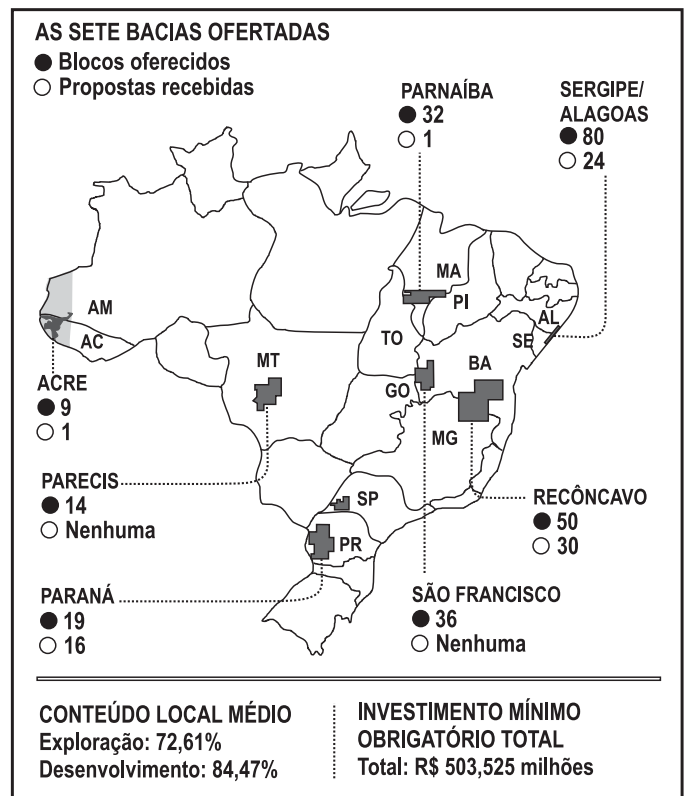 AS SETE BACIAS OFERTADAS
Blocos oferecidos
Propostas recebidas
PARNAÍBA
32
1
SERGIPE/
ALAGOAS
80
24
MA
PI
AL
SE
TO
BA
AM
AC
MT
GO
MG
SP
PR
ACRE
9
1
PARECIS
14
Nenhuma
PARANÁ
19
16
RECÔNCAVO
50
30
SÃO FRANCISCO
36
Nenhuma
CONTEÚDO LOCAL MÉDIO
Exploração: 72,61%
Desenvolvimento: 84,47%
INVESTIMENTO MÍNIMO
OBRIGATÓRIO TOTAL
Total: R$ 503,525 milhões